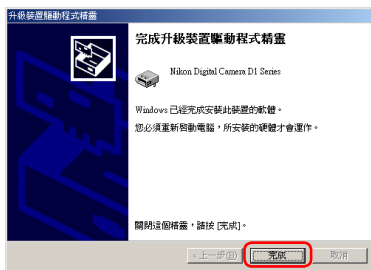 升級裝置驅動程式精靈
完成升級裝置驅動程式精靈
Nikon Digital Camera D1 Series
Windows 已經完成安裝此裝置的軟體。
您必須重新啟動電腦，所安裝的硬體才會運作。
關閉這個精靈，請按 [完成]。
<上一步(B) 完成 取消